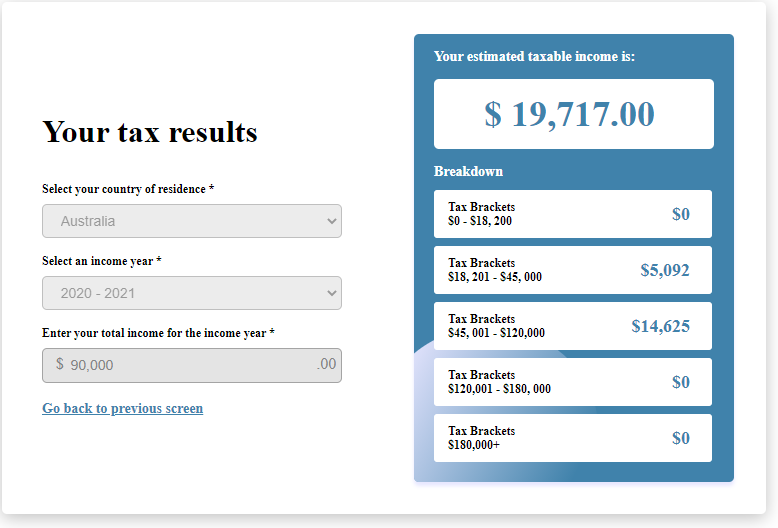 Your tax results
Select your country of residence *
Australia
Select an income year *
2020 - 2021
Enter your total income for the income year *
$ 90,000 .00
Go back to previous screen
Your estimated taxable income is:
$ 19,717.00
Breakdown
Tax Brackets
$0 - $18, 200
$0
Tax Brackets
$18, 201 - $45, 000
$5,092
Tax Brackets
$45, 001 - $120,000
$14,625
Tax Brackets
$120,001 - $180, 000
$0
Tax Brackets
$180,000+
$0